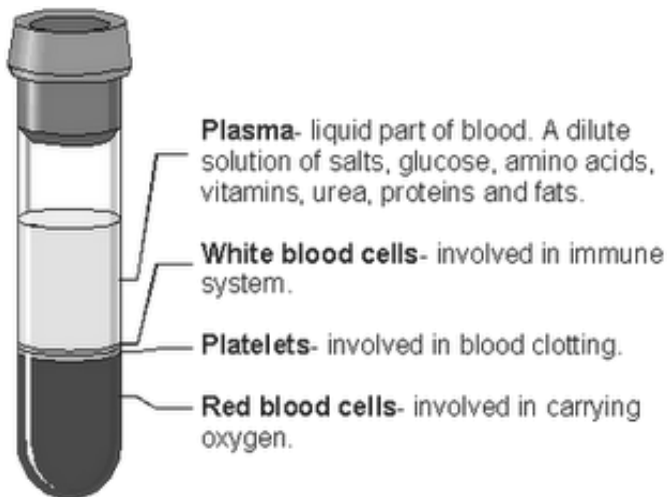 Plasma- liquid part of blood. A dilute
solution of salts, glucose, amino acids,
vitamins, urea, proteins and fats.
White blood cells- involved in immune
system.
Platelets- involved in blood clotting.
Red blood cells- involved in carrying
oxygen.